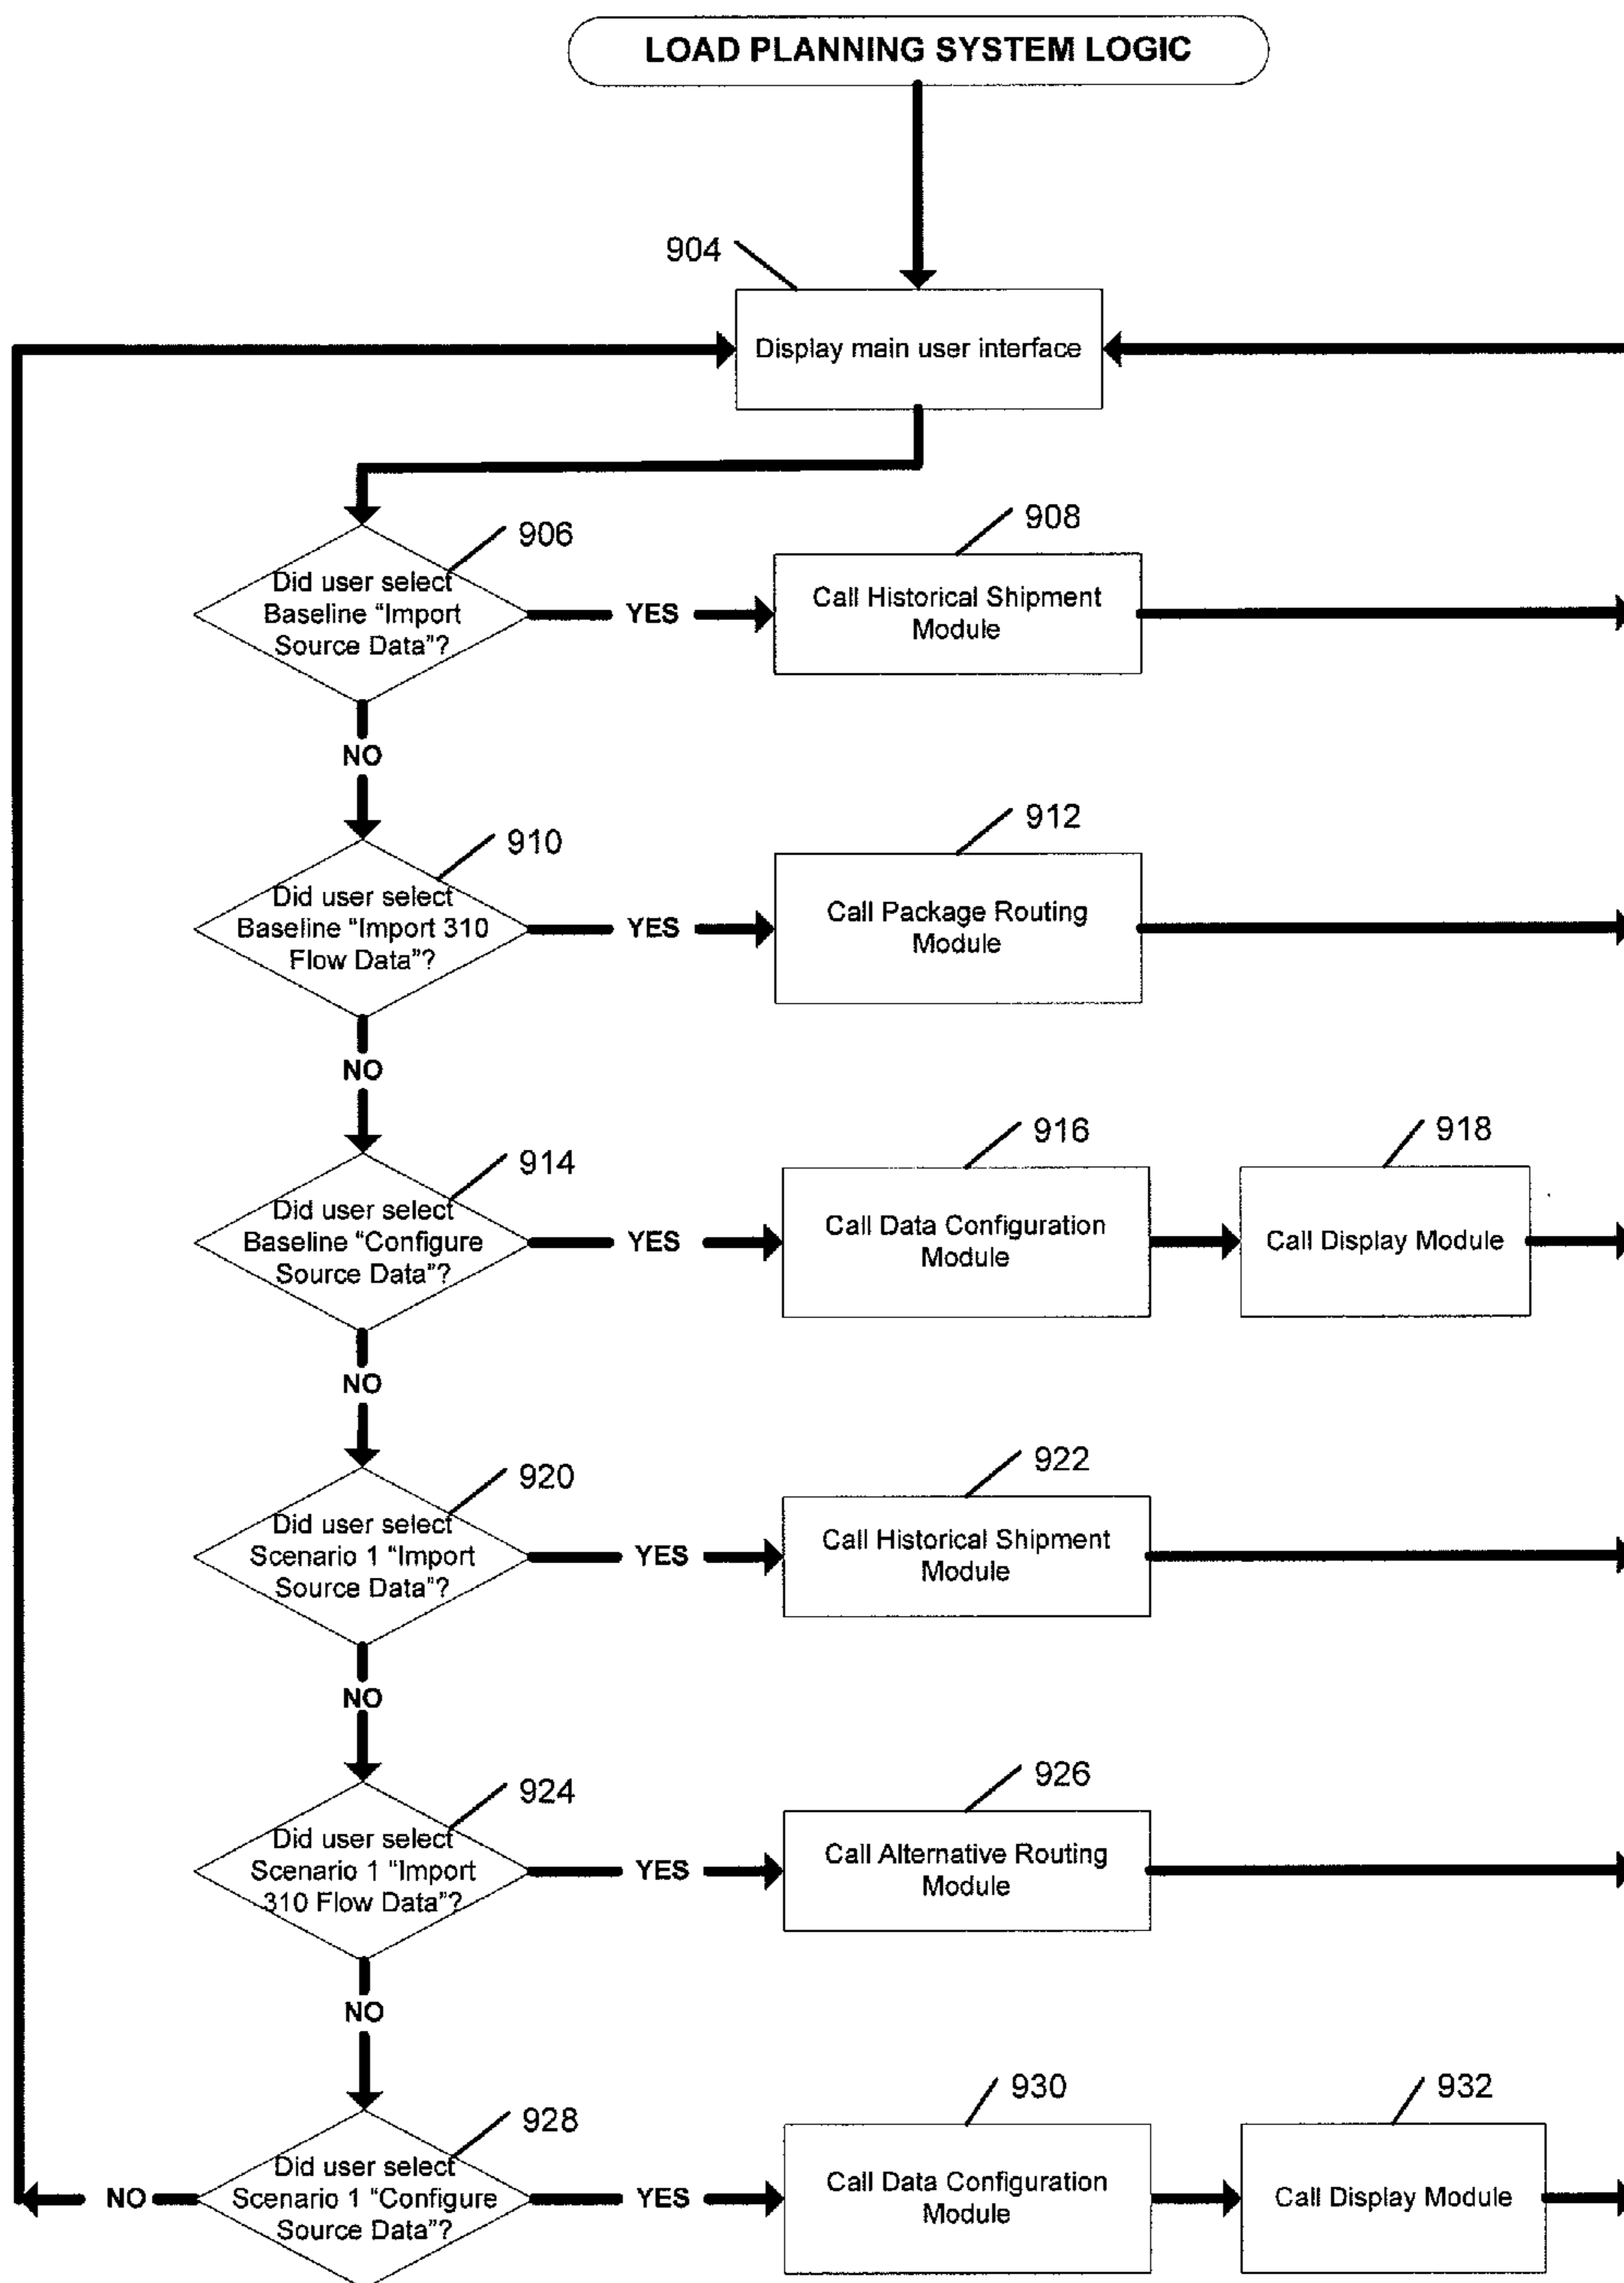 LOAD PLANNING SYSTEM LOGIC
904
Display main user interface
906
Did user select
Baseline “Import
Source Data”?
YES
908
Call Historical Shipment
Module
NO
910
Did user select
Baseline “Import 310
Flow Data”?
YES
912
Call Package Routing
Module
NO
914
Did user select
Baseline “Configure
Source Data”?
YES
916
Call Data Configuration
Module
918
Call Display Module
NO
920
Did user select
Scenario 1 “Import
Source Data”?
YES
922
Call Historical Shipment
Module
NO
924
Did user select
Scenario 1 “Import
310 Flow Data”?
YES
926
Call Alternative Routing
Module
NO
928
Did user select
Scenario 1 “Configure
Source Data”?
NO
YES
930
Call Data Configuration
Module
932
Call Display Module